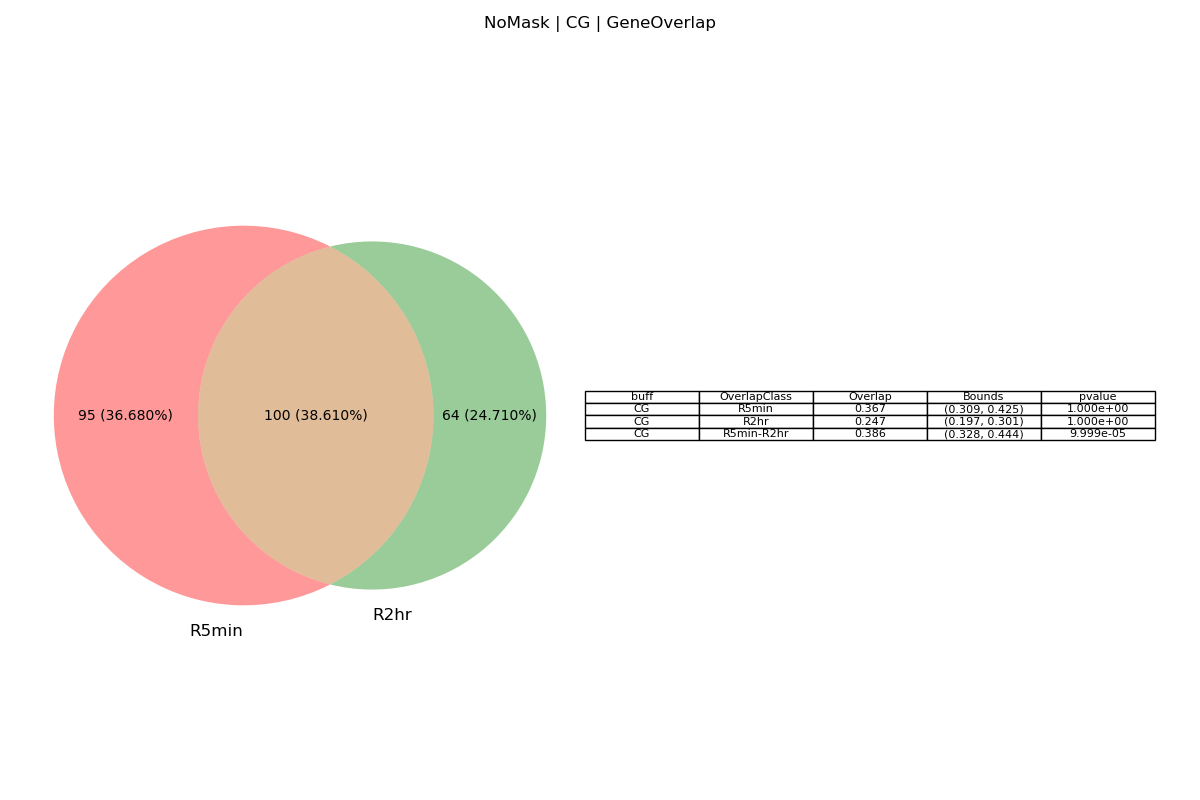 NoMask | CG | GeneOverlap
95 (36.680%) 100 (38.610%) 64 (24.710%)
R2hr
R5min
buff OverlapClass Overlap Bounds pvalue
CG R5min 0.367 (0.309, 0.425) 1.000e+00
CG R2hr 0.247 (0.197, 0.301) 1.000e+00
CG R5min-R2hr 0.386 (0.328, 0.444) 9.999e-05